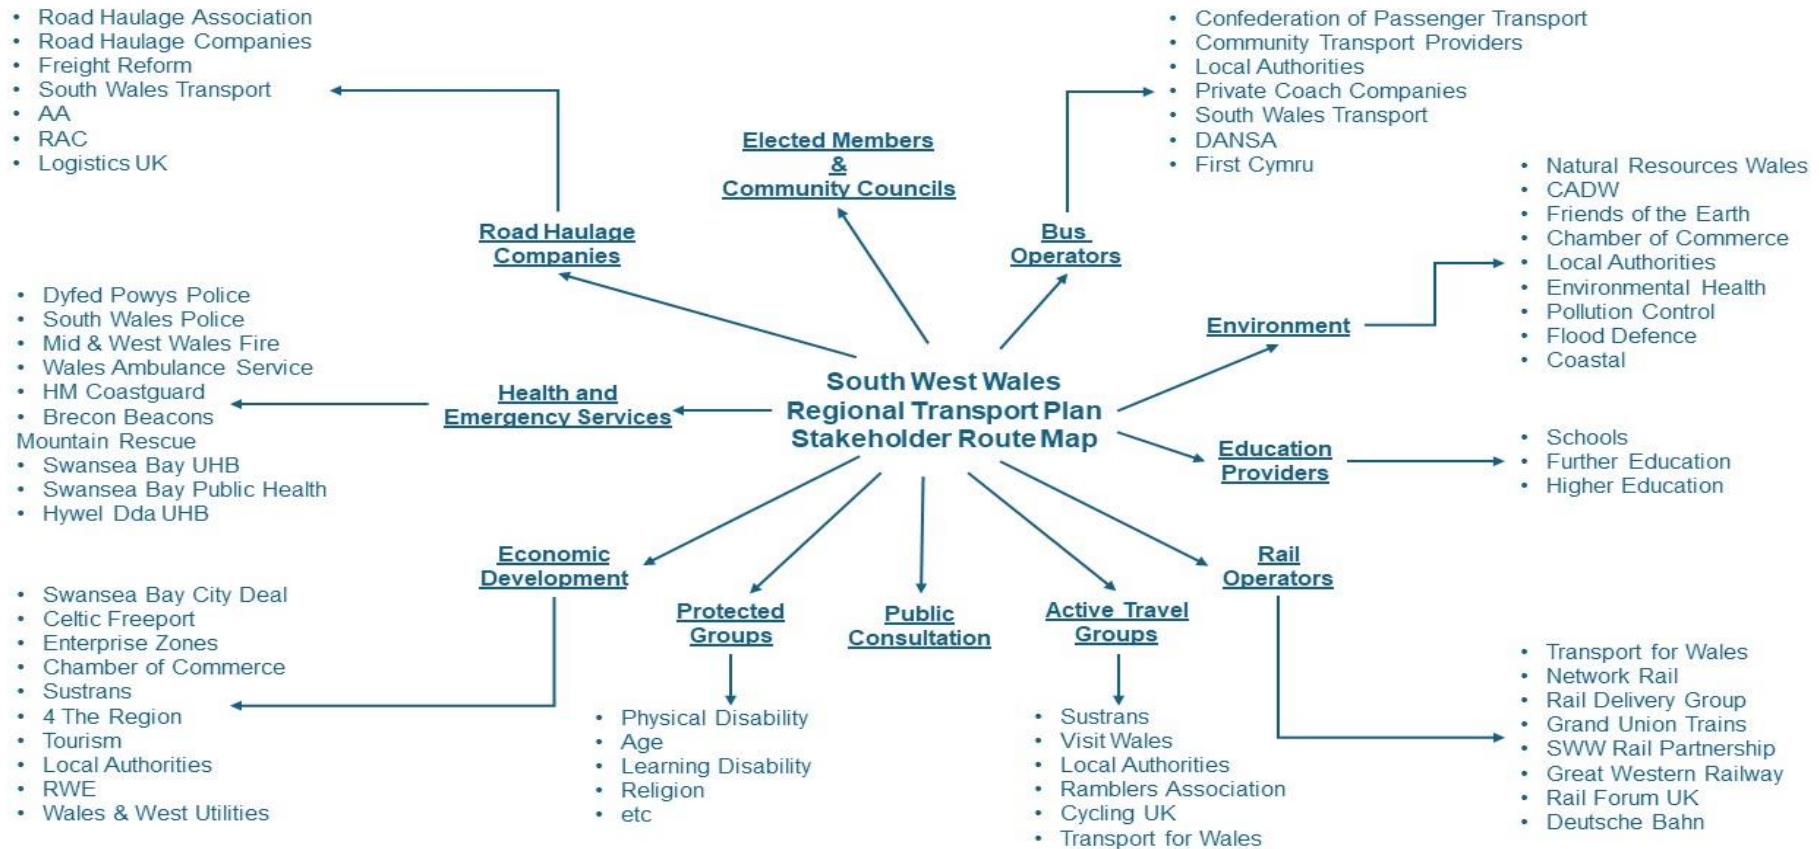 • Road Haulage Association
• Road Haulage Companies
• Freight Reform
• South Wales Transport
• AA
• RAC
• Logistics UK
Road Haulage
Companies
Elected Members
&
Community Councils
• Confederation of Passenger Transport
• Community Transport Providers
• Local Authorities
• Private Coach Companies
• South Wales Transport
• DANSA
• First Cymru
Bus
Operators
• Natural Resources Wales
• CADW
• Friends of the Earth
• Chamber of Commerce
• Local Authorities
• Environmental Health
• Pollution Control
• Flood Defence
• Coastal
Environment
• Dyfed Powys Police
• South Wales Police
• Mid & West Wales Fire
• Wales Ambulance Service
• HM Coastguard
• Brecon Beacons
Mountain Rescue
• Swansea Bay UHB
• Swansea Bay Public Health
• Hywel Dda UHB
Health and
Emergency Services
South West Wales
Regional Transport Plan
Stakeholder Route Map
Education
Providers
• Schools
• Further Education
• Higher Education
Economic
Development
• Swansea Bay City Deal
• Celtic Freeport
• Enterprise Zones
• Chamber of Commerce
• Sustrans
• 4 The Region
• Tourism
• Local Authorities
• RWE
• Wales & West Utilities
Protected
Groups
• Physical Disability
• Age
• Learning Disability
• Religion
• etc
Public
Consultation
Active Travel
Groups
• Sustrans
• Visit Wales
• Local Authorities
• Ramblers Association
• Cycling UK
• Transport for Wales
Rail
Operators
• Transport for Wales
• Network Rail
• Rail Delivery Group
• Grand Union Trains
• SWW Rail Partnership
• Great Western Railway
• Rail Forum UK
• Deutsche Bahn